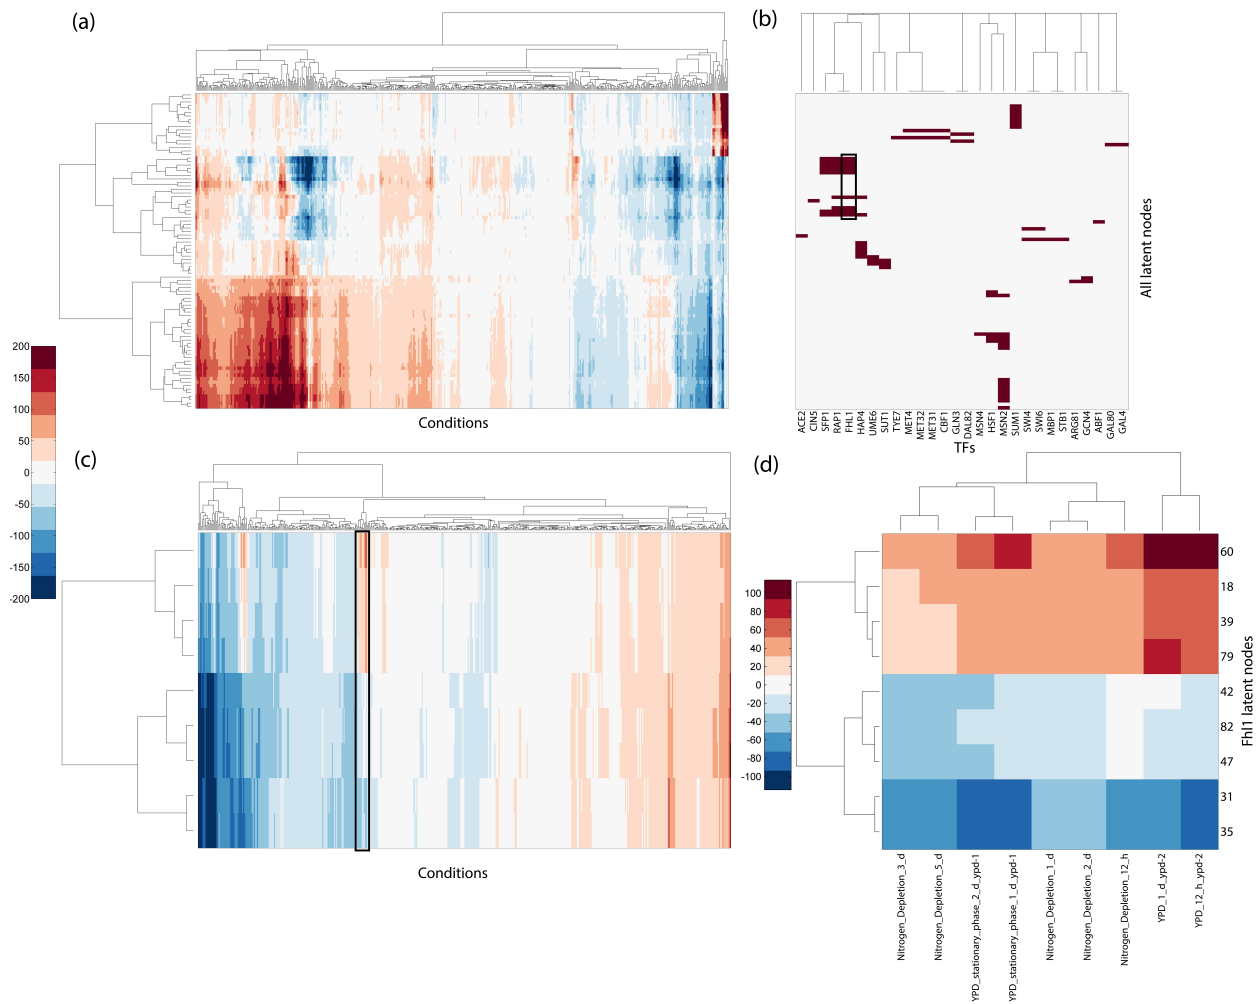 (a)
(b)
All latent nodes
ACE2
CIN5
SFP1
RAP1
FHL1
HAP4
UME6
SUT1
TYE7
MET4
MET32
MET31
CBF1
GLN3
DAL82
MSN4
HSF1
MSN2
SUM1
SWI4
SWI6
MBP1
STB1
ARG81
GCN4
ABF1
GAL80
GAL4
TFs
Conditions
200
150
100
50
0
-50
-100
-150
-200
(c)
Conditions
(d)
100
80
60
40
20
0
-20
-40
-60
-80
-100
60
18
39
79
42
82
47
31
35
Fhl1 latent nodes
Nitrogen_Depletion_3_d
Nitrogen_Depletion_5_d
YPD_stationary_phase_2_d_ypd-1
YPD_stationary_phase_1_d_ypd-1
Nitrogen_Depletion_1_d
Nitrogen_Depletion_2_d
Nitrogen_Depletion_12_h
YPD_1_d_ypd-2
YPD_12_h_ypd-2